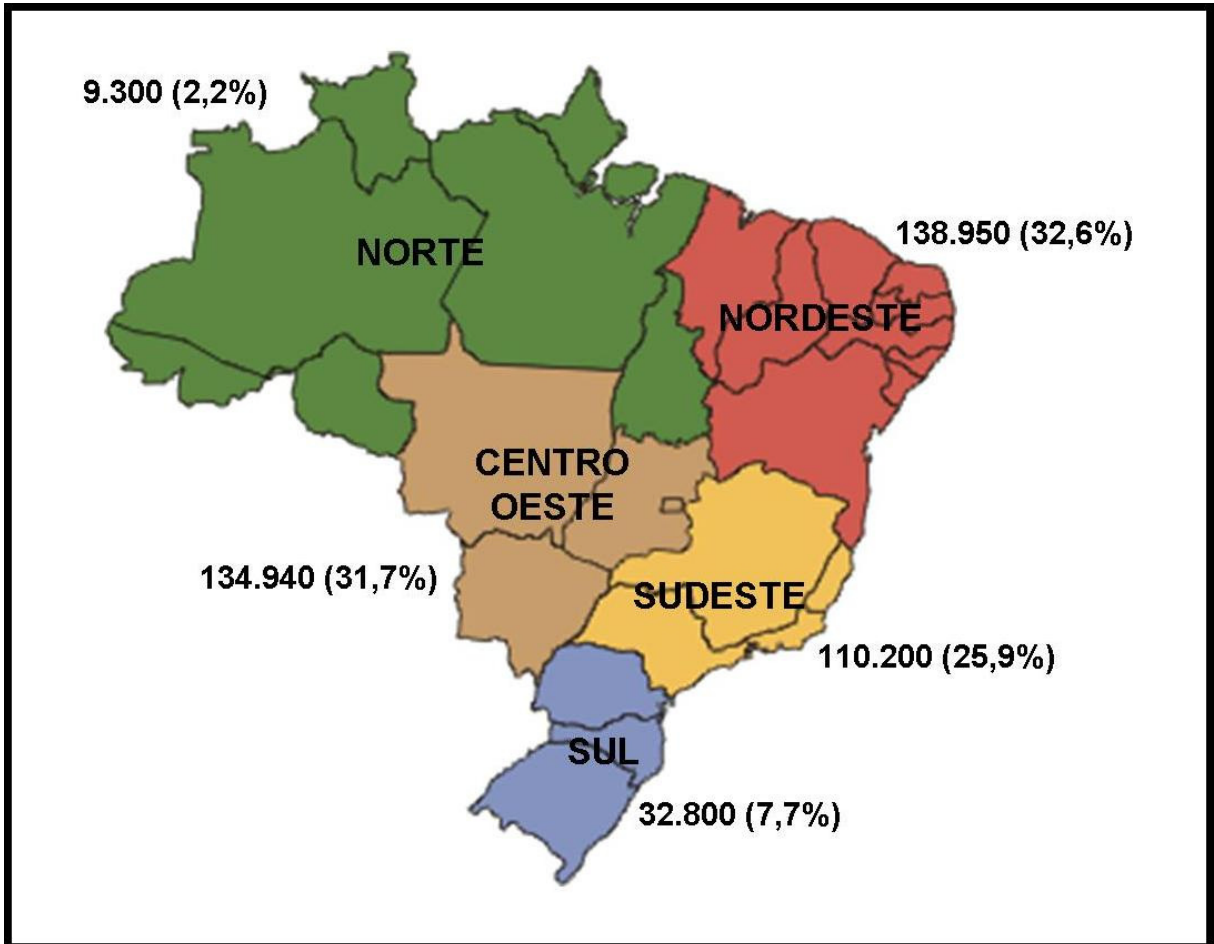 9.300 (2,2%)
138.950 (32,6%)
NORTE
NORDESTE
CENTRO
OESTE
134.940 (31,7%)
SUDESTE
110.200 (25,9%)
SUL
32.800 (7,7%)